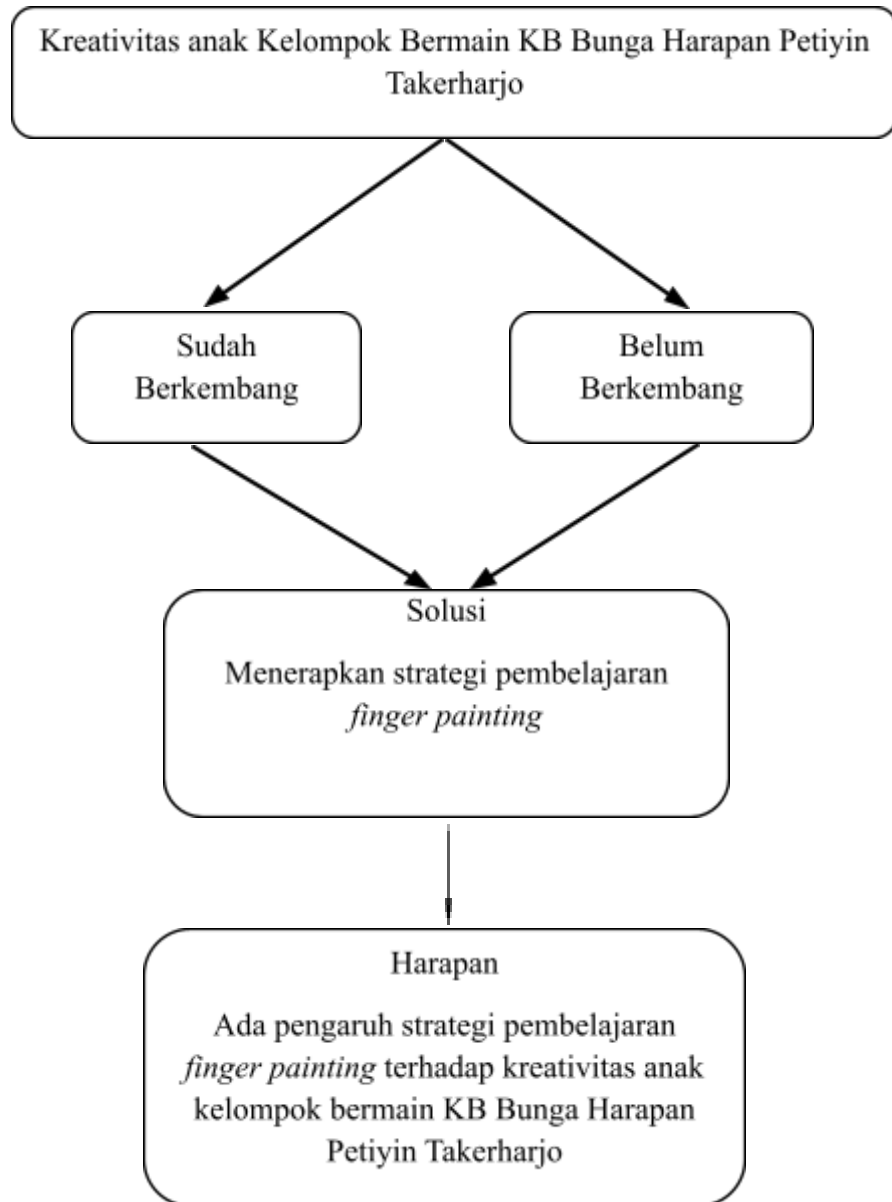 Kreativitas anak Kelompok Bermain KB Bunga Harapan Petiyin
Takerharjo
Sudah
Berkembang
Belum
Berkembang
Solusi
Menerapkan strategi pembelajaran
finger painting
Harapan
Ada pengaruh strategi pembelajaran
finger painting terhadap kreativitas anak
kelompok bermain KB Bunga Harapan
Petiyin Takerharjo